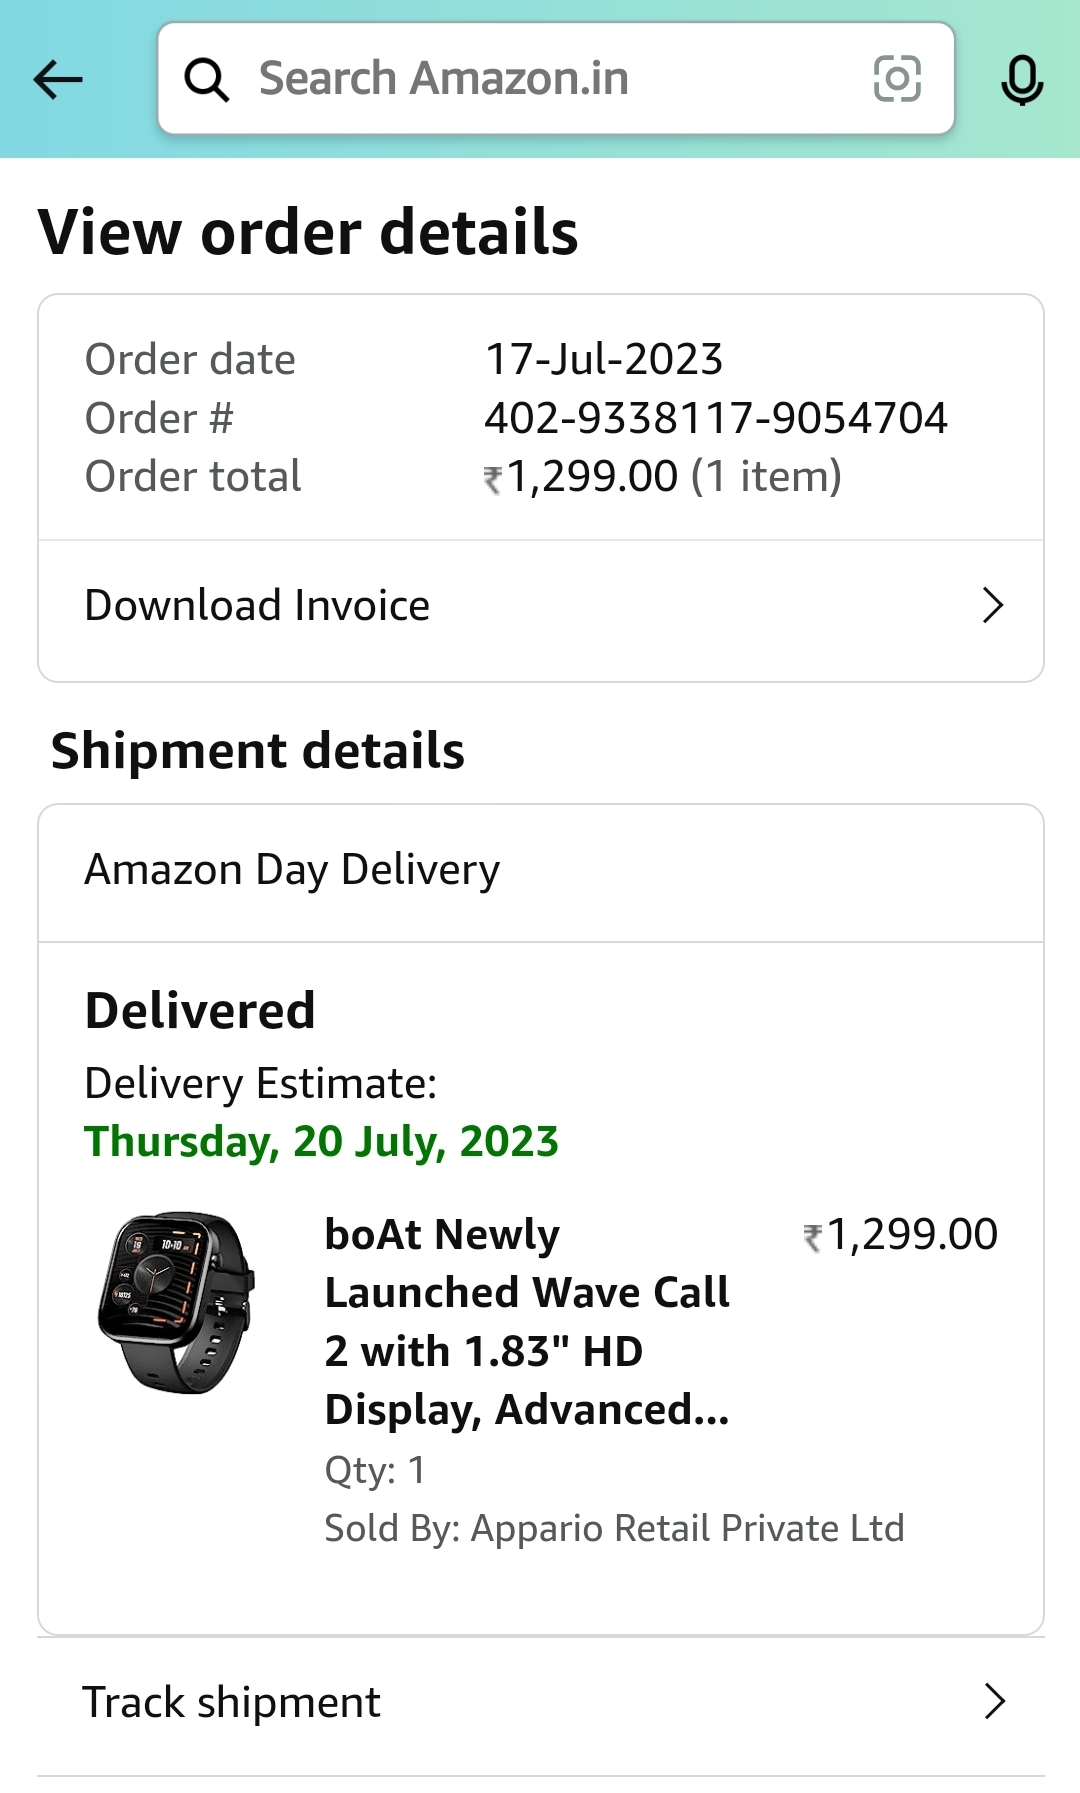 Search Amazon.in
View order details
Order date 17-Jul-2023
Order # 402-9338117-9054704
Order total ₹1,299.00 (1 item)
Download Invoice
Shipment details
Amazon Day Delivery
Delivered
Delivery Estimate:
Thursday, 20 July, 2023
boAt Newly ₹1,299.00
Launched Wave Call
2 with 1.83" HD
Display, Advanced...
Qty: 1
Sold By: Appario Retail Private Ltd
10:10
Track shipment